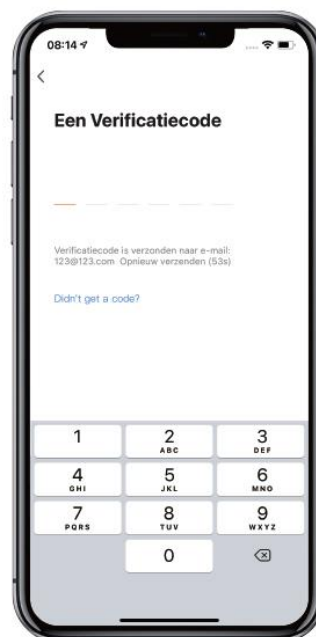 08:14
Een Verificatiecode
Verificatiecode is verzonden naar e-mail:
123@123.com Opnieuw verzenden (53s)
Didn't get a code?
1 2 3
ABC DEF
4 5 6
GHI JKL MNO
7 8 9
PQRS TUV WXYZ
0